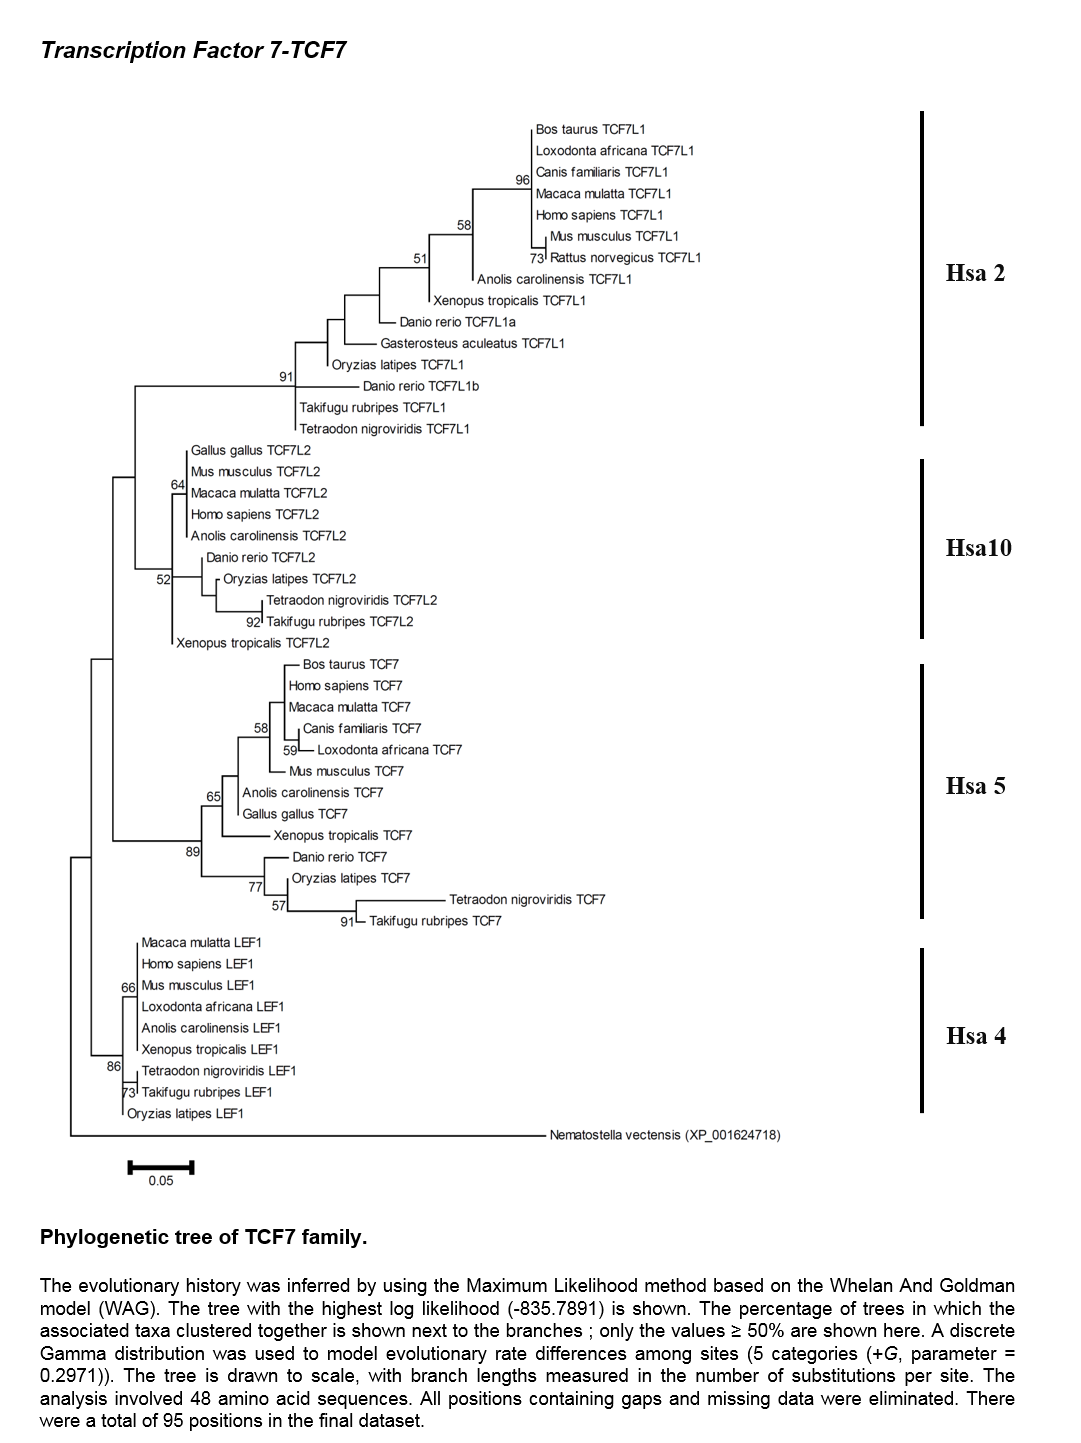 Transcription Factor 7-TCF7
Bos taurus TCF7L1
Loxodonta africana TCF7L1
96
Canis familiaris TCF7L1
Macaca mulatta TCF7L1
Homo sapiens TCF7L1
58
Mus musculus TCF7L1
51
73
Rattus norvegicus TCF7L1
Hsa 2
Anolis carolinensis TCF7L1
Xenopus tropicalis TCF7L1
Danio rerio TCF7L1a
Gasterosteus aculeatus TCF7L1
Oryzias latipes TCF7L1
91
Danio rerio TCF7L1b
Takifugu rubripes TCF7L1
Tetraodon nigroviridis TCF7L1
Gallus gallus TCF7L2
Mus musculus TCF7L2
64
Macaca mulatta TCF7L2
Homo sapiens TCF7L2
Anolis carolinensis TCF7L2
Hsa10
Danio rerio TCF7L2
52
Oryzias latipes TCF7L2
Tetraodon nigroviridis TCF7L2
92
Takifugu rubripes TCF7L2
Xenopus tropicalis TCF7L2
Bos taurus TCF7
Homo sapiens TCF7
Macaca mulatta TCF7
58
Canis familiaris TCF7
59
Loxodonta africana TCF7
Mus musculus TCF7
Hsa 5
65
Anolis carolinensis TCF7
Gallus gallus TCF7
Xenopus tropicalis TCF7
89
Danio rerio TCF7
77
Oryzias latipes TCF7
57
Tetraodon nigroviridis TCF7
91
Takifugu rubripes TCF7
Macaca mulatta LEF1
Homo sapiens LEF1
66
Mus musculus LEF1
Loxodonta africana LEF1
Anolis carolinensis LEF1
Hsa 4
Xenopus tropicalis LEF1
86
Tetraodon nigroviridis LEF1
73
Takifugu rubripes LEF1
Oryzias latipes LEF1
Nematostella vectensis (XP_001624718)
0.05
Phylogenetic tree of TCF7 family.
The evolutionary history was inferred by using the Maximum Likelihood method based on the Whelan And Goldman
model (WAG). The tree with the highest log likelihood (-835.7891) is shown. The percentage of trees in which the
associated taxa clustered together is shown next to the branches ; only the values ≥ 50% are shown here. A discrete
Gamma distribution was used to model evolutionary rate differences among sites (5 categories (+G, parameter =
0.2971)). The tree is drawn to scale, with branch lengths measured in the number of substitutions per site. The
analysis involved 48 amino acid sequences. All positions containing gaps and missing data were eliminated. There
were a total of 95 positions in the final dataset.